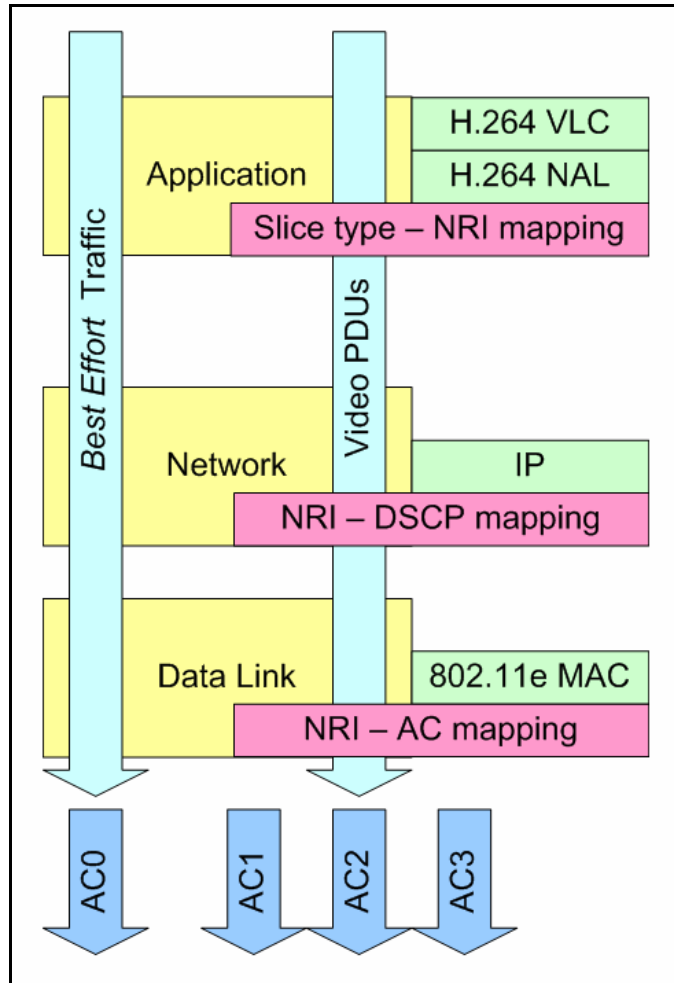 H.264 VLC
Application
H.264 NAL
Slice type – NRI mapping
Best Effort Traffic
Video PDUs
Network
IP
NRI – DSCP mapping
Data Link
802.11e MAC
NRI – AC mapping
AC0
AC1
AC2
AC3